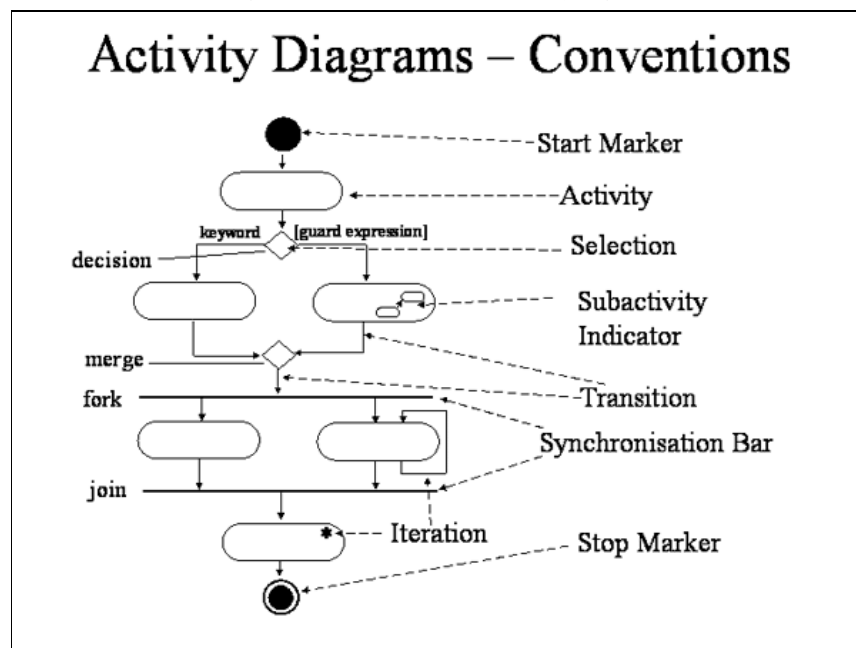 Activity Diagrams – Conventions
Start Marker
Activity
keyword
[guard expression]
decision
Selection
Subactivity
Indicator
merge
Transition
fork
Synchronisation Bar
join
Iteration
Stop Marker